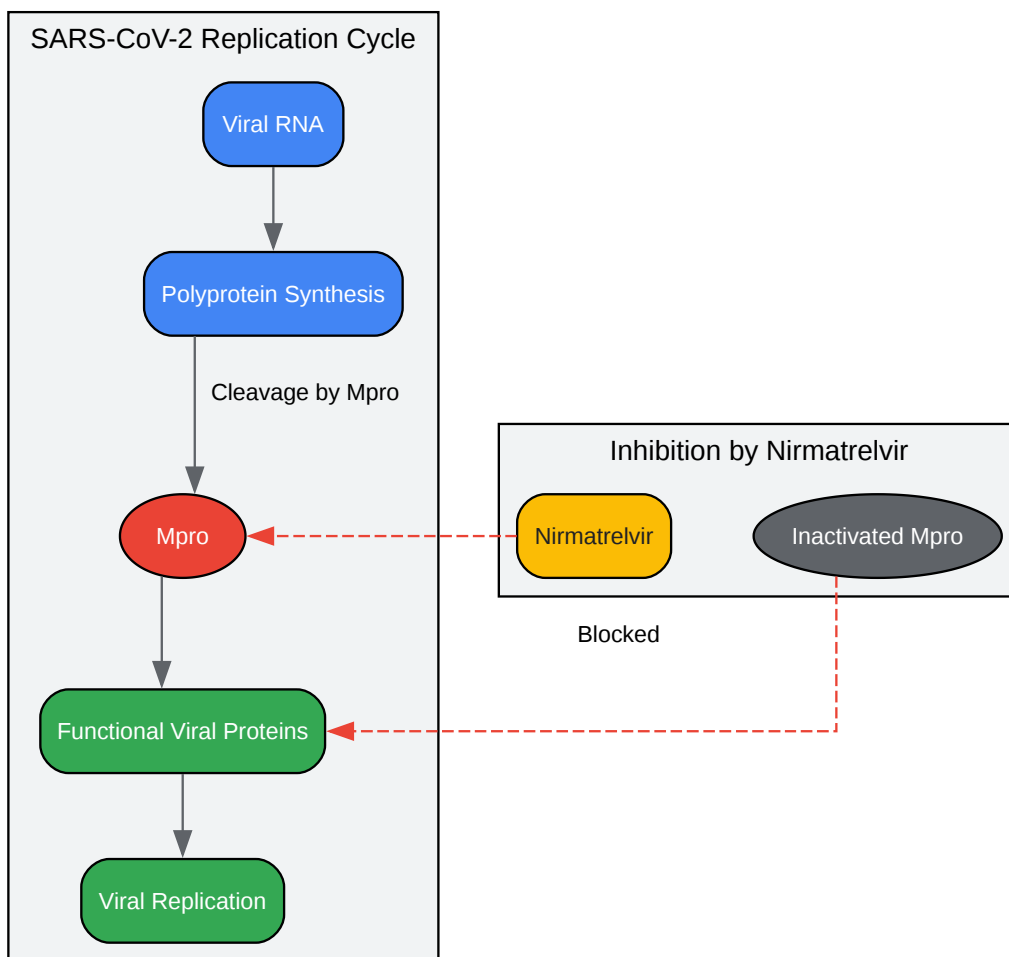 SARS-CoV-2 Replication Cycle
Viral RNA
Polyprotein Synthesis
Cleavage by Mpro
Inhibition by Nirmatrelvir
Mpro
Nirmatrelvir
Inactivated Mpro
Blocked
Functional Viral Proteins
Viral Replication